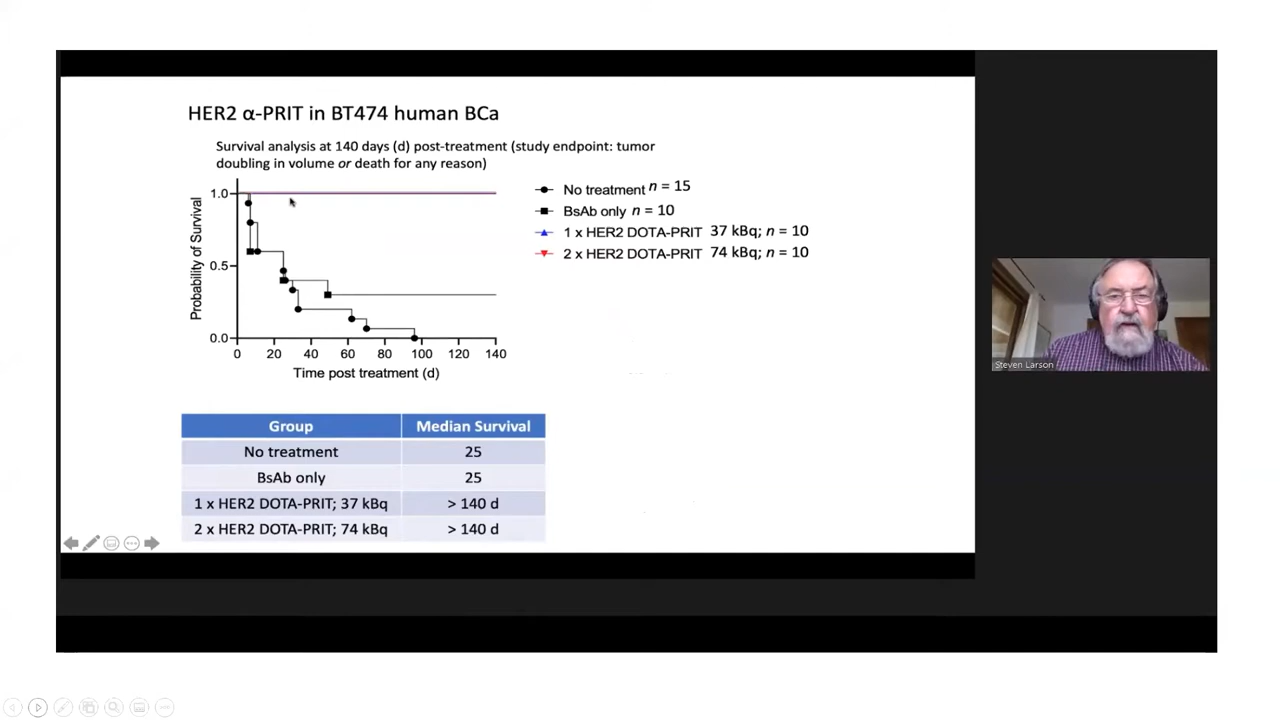 HER2 α-PRIT in BT474 human BCa
Survival analysis at 140 days (d) post-treatment (study endpoint: tumor
doubling in volume or death for any reason)
Probability of Survival
1.0
0.5
0.0
0 20 40 60 80 100 120 140
Time post treatment (d)
No treatment n = 15
BsAb only n = 10
1 x HER2 DOTA-PRIT 37 kBq; n = 10
2 x HER2 DOTA-PRIT 74 kBq; n = 10
Steven Larson
Group Median Survival
No treatment 25
BsAb only 25
1 x HER2 DOTA-PRIT; 37 kBq > 140 d
2 x HER2 DOTA-PRIT; 74 kBq > 140 d